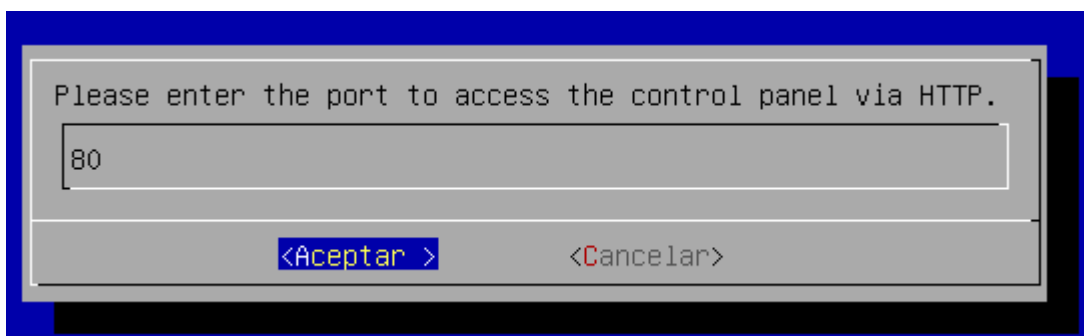 Please enter the port to access the control panel via HTTP.
80
<Aceptar > <Cancelar>